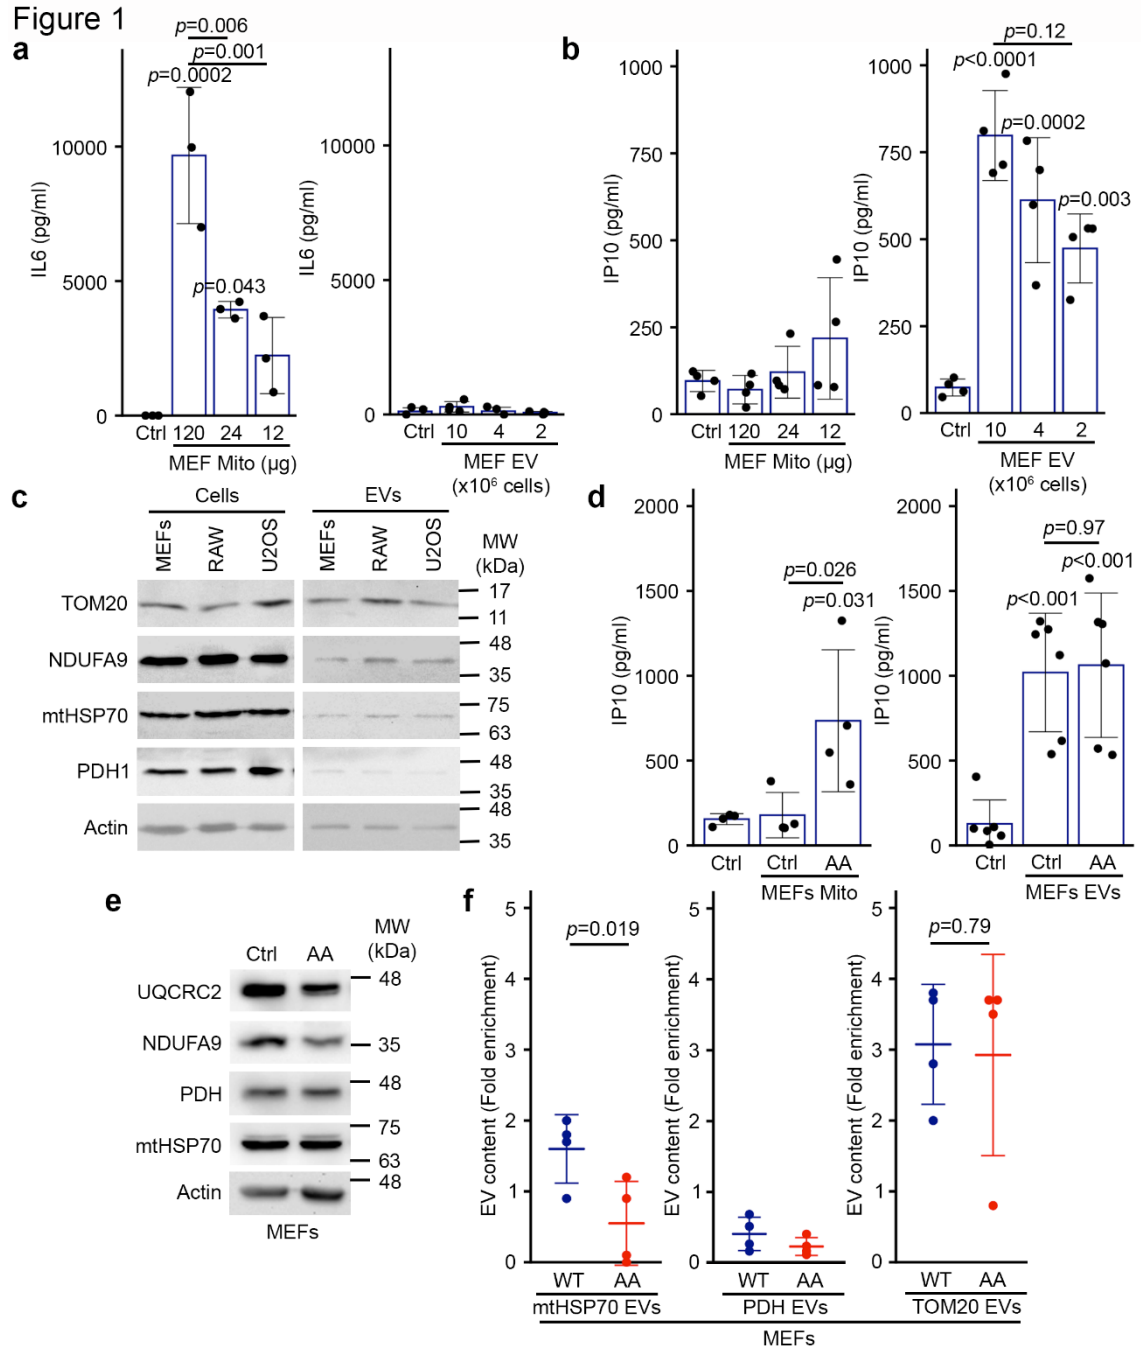 Figure 1
a
p=0.006
p=0.001
p=0.0002
p=0.043
IL6 (pg/ml)
10000
5000
0
Ctrl 120 24 12
MEF Mito (µg)
IL6 (pg/ml)
10000
5000
0
Ctrl 10 4 2
MEF EV
(x10⁶ cells)
b
IP10 (pg/ml)
1000
750
500
250
0
Ctrl 120 24 12
MEF Mito (µg)
p=0.12
p<0.0001
p=0.0002
p=0.003
IP10 (pg/ml)
1000
750
500
250
0
Ctrl 10 4 2
MEF EV
(x10⁶ cells)
c
Cells EVs
MEFs RAW U2OS MEFs RAW U2OS
MW
(kDa)
TOM20
17
11
NDUFA9
48
35
mtHSP70
75
63
PDH1
48
35
Actin
48
35
d
p=0.026
p=0.031
IP10 (pg/ml)
2000
1500
1000
500
0
Ctrl Ctrl AA
MEFs Mito
p=0.97
p<0.001
p<0.001
IP10 (pg/ml)
2000
1500
1000
500
0
Ctrl Ctrl AA
MEFs EVs
e
Ctrl AA
MW
(kDa)
UQCRC2
48
NDUFA9
35
PDH
48
mtHSP70
75
63
Actin
48
MEFs
f
p=0.019
EV content (Fold enrichment)
5
4
3
2
1
0
WT AA
mtHSP70 EVs
EV content (Fold enrichment)
5
4
3
2
1
0
WT AA
PDH EVs
p=0.79
EV content (Fold enrichment)
5
4
3
2
1
0
WT AA
TOM20 EVs
MEFs